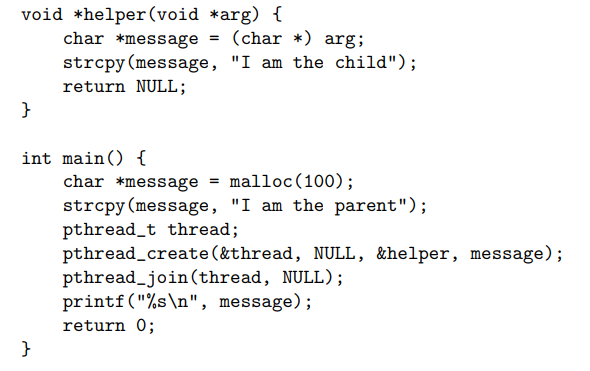 void *helper(void *arg) {
    char *message = (char *) arg;
    strcpy(message, "I am the child");
    return NULL;
}

int main() {
    char *message = malloc(100);
    strcpy(message, "I am the parent");
    pthread_t thread;
    pthread_create(&thread, NULL, &helper, message);
    pthread_join(thread, NULL);
    printf("%s\n", message);
    return 0;
}